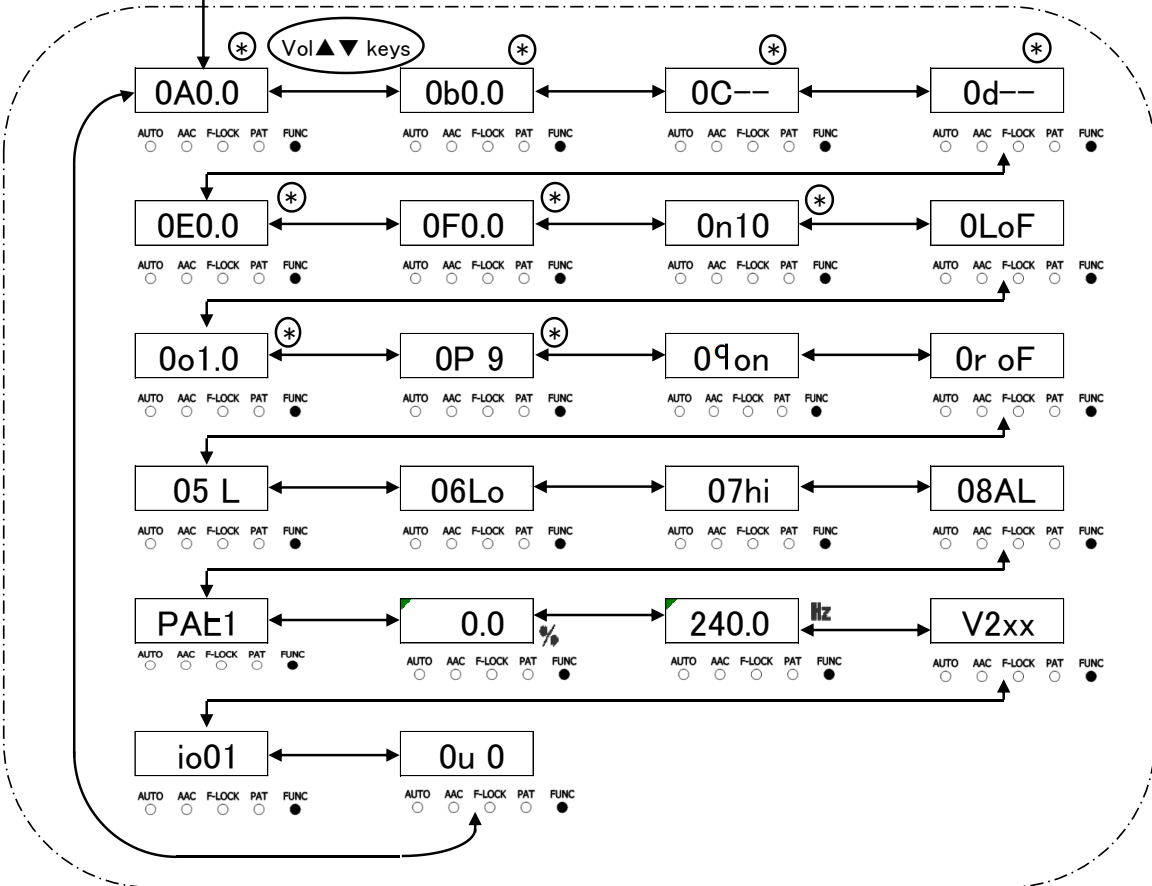 Vol▲▼ keys
0A0.0 0b0.0 0C-- 0d--
AUTO AAC F-LOCK PAT FUNC AUTO AAC F-LOCK PAT FUNC AUTO AAC F-LOCK PAT FUNC AUTO AAC F-LOCK PAT FUNC
0E0.0 0F0.0 0n10 0LoF
AUTO AAC F-LOCK PAT FUNC AUTO AAC F-LOCK PAT FUNC AUTO AAC F-LOCK PAT FUNC AUTO AAC F-LOCK PAT FUNC
0o1.0 0P 9 0qon 0r oF
AUTO AAC F-LOCK PAT FUNC AUTO AAC F-LOCK PAT FUNC AUTO AAC F-LOCK PAT FUNC AUTO AAC F-LOCK PAT FUNC
05 L 06Lo 07hi 08AL
AUTO AAC F-LOCK PAT FUNC AUTO AAC F-LOCK PAT FUNC AUTO AAC F-LOCK PAT FUNC AUTO AAC F-LOCK PAT FUNC
PAt1 0.0 % 240.0 Hz V2xx
AUTO AAC F-LOCK PAT FUNC AUTO AAC F-LOCK PAT FUNC AUTO AAC F-LOCK PAT FUNC AUTO AAC F-LOCK PAT FUNC
io01 0u 0
AUTO AAC F-LOCK PAT FUNC AUTO AAC F-LOCK PAT FUNC